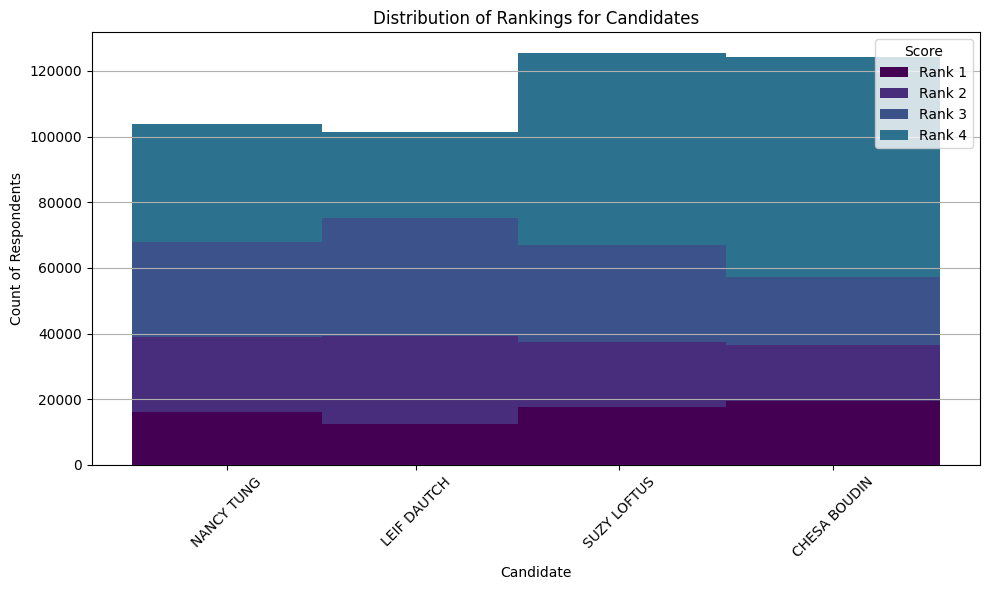 Distribution of Rankings for Candidates
Score
Rank 1
Rank 2
Rank 3
Rank 4
Count of Respondents
120000
100000
80000
60000
40000
20000
0
NANCY TUNG
LEIF DAUTCH
SUZY LOFTUS
CHESA BOUDIN
Candidate